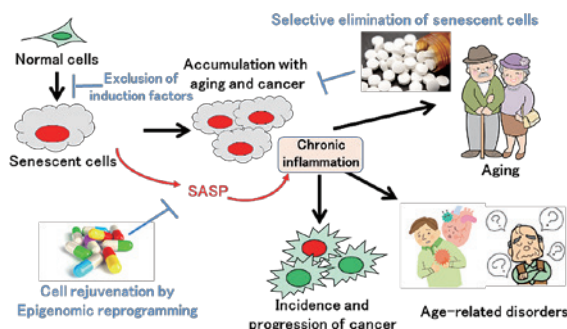 Selective elimination of senescent cells
Normal cells
Accumulation with
aging and cancer
Exclusion of
induction factors
Senescent cells
Chronic
inflammation
Aging
SASP
Cell rejuvenation by
Epigenomic reprogramming
Incidence and
progression of cancer
Age-related disorders
? ? ? ?